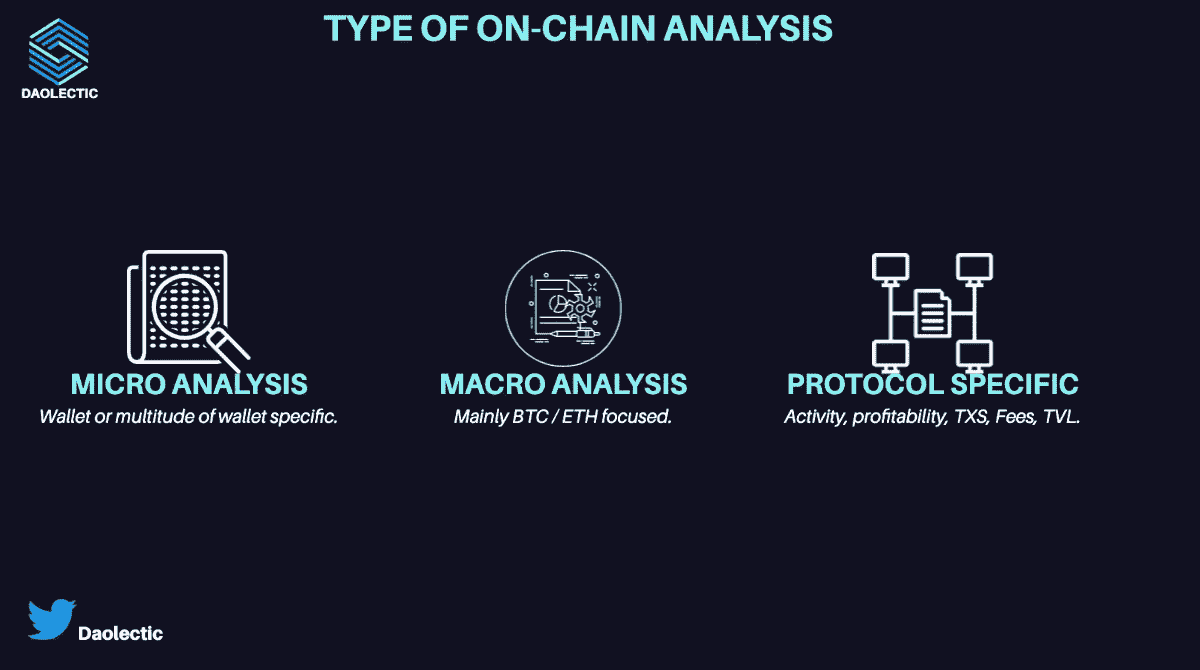 TYPE OF ON-CHAIN ANALYSIS
DAOLECTIC
MICRO ANALYSIS
Wallet or multitude of wallet specific.
MACRO ANALYSIS
Mainly BTC / ETH focused.
PROTOCOL SPECIFIC
Activity, profitability, TXS, Fees, TVL.
Daolectic